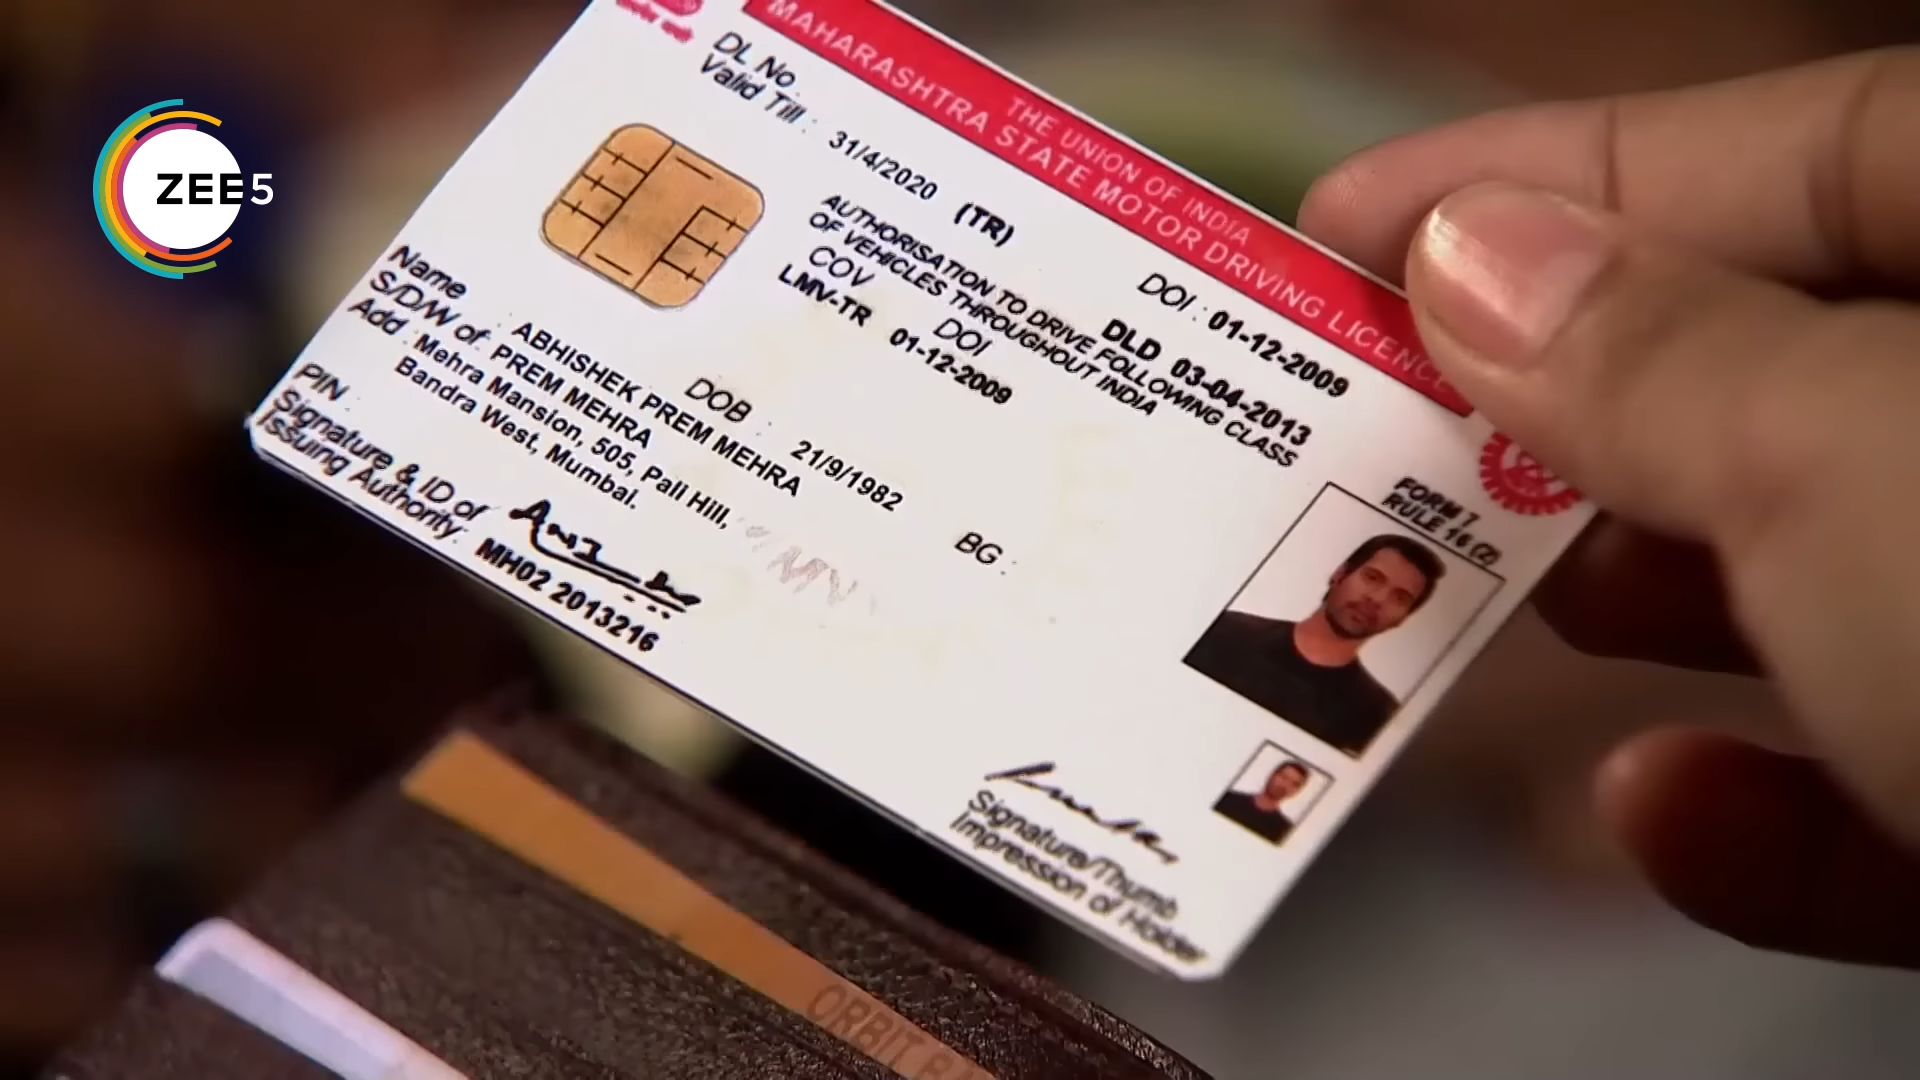 ZEE5
THE UNION OF INDIA
MAHARASHTRA STATE MOTOR DRIVING LICENCE
DL No
Valid Till : 31/4/2020 (TR)
DOI : 01-12-2009
DLD 03-04-2013
AUTHORISATION TO DRIVE FOLLOWING CLASS
OF VEHICLES THROUGHOUT INDIA
COV DOI
LMV-TR 01-12-2009
FORM 7
RULE 16 (2)
DOB : 21/9/1982 BG :
Name ABHISHEK PREM MEHRA
S/D/W of : PREM MEHRA
Add : Mehra Mansion, 505, Pali Hill,
Bandra West, Mumbai.
PIN
Signature & ID of
Issuing Authority: MH02 2013216
Signature/Thumb
Impression of Holder
ORBIT